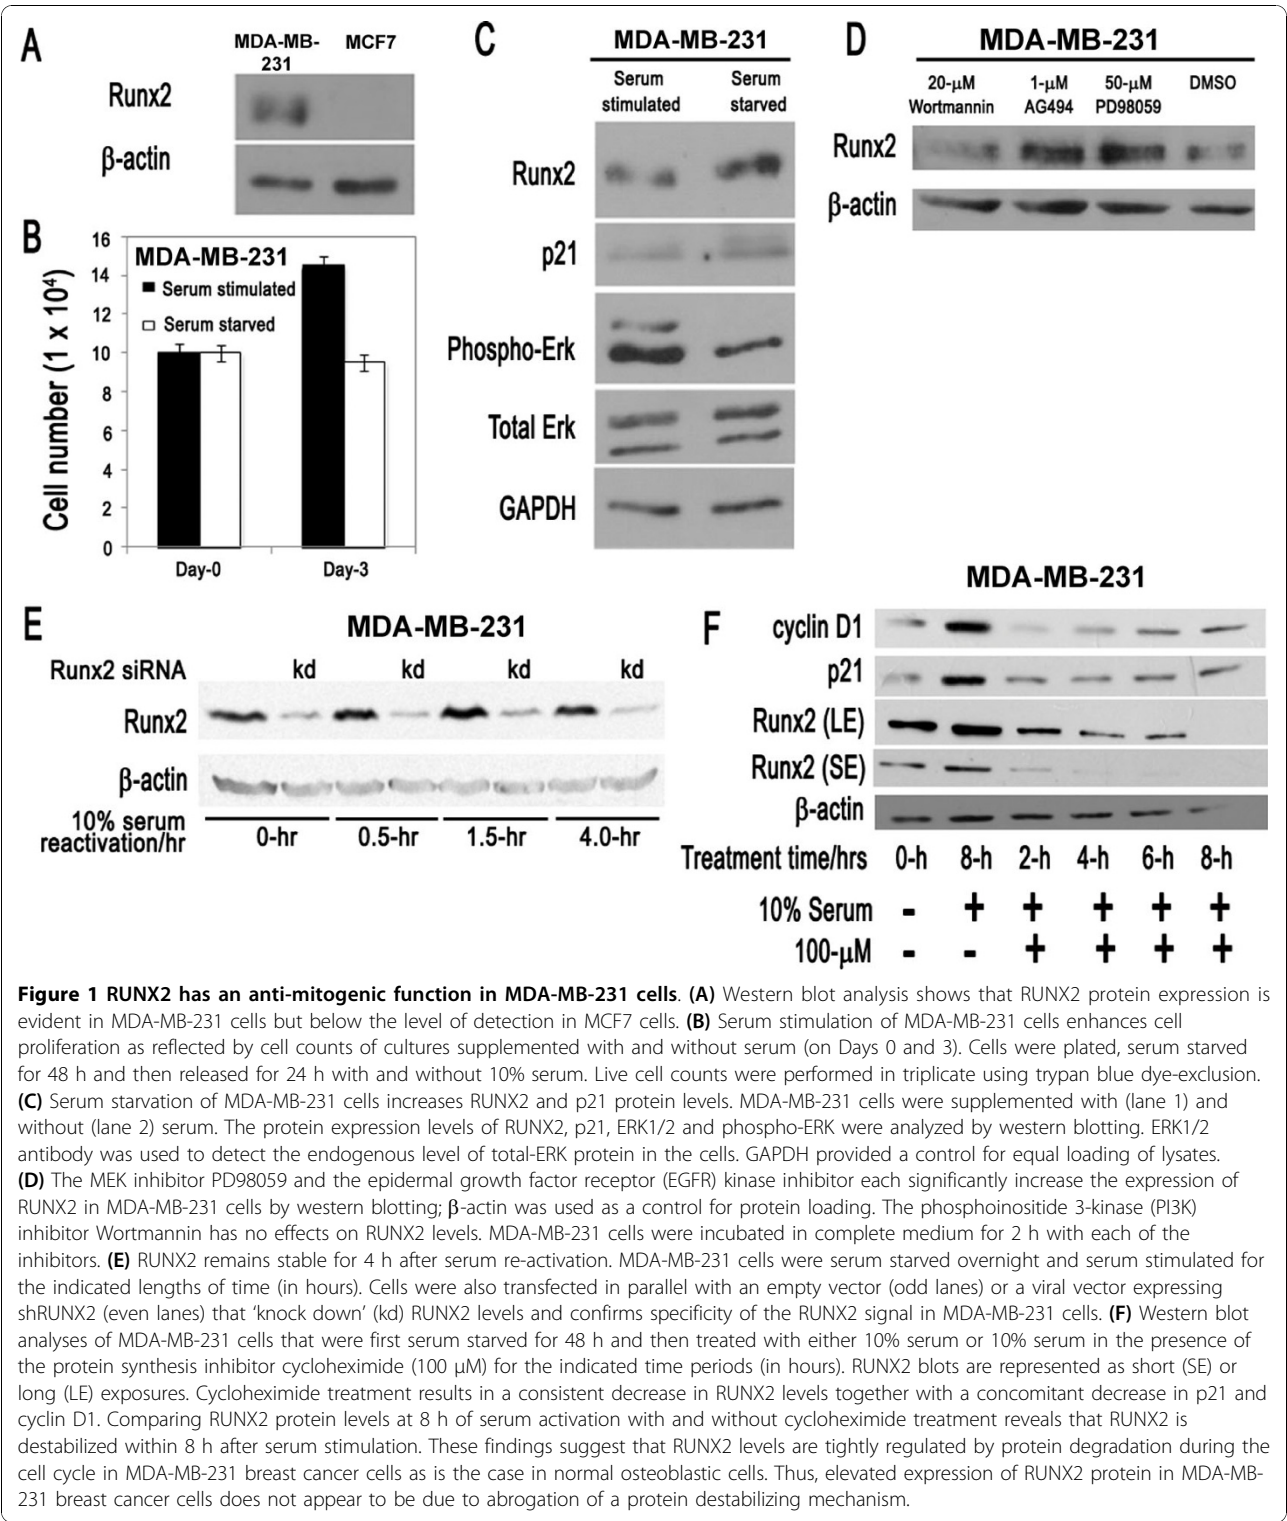 A
MDA-MB-
231
MCF7
Runx2
β-actin
B
MDA-MB-231
Serum stimulated
Serum starved
Cell number (1 x 10⁴)
16
14
12
10
8
6
4
2
0
Day-0
Day-3
C
MDA-MB-231
Serum
stimulated
Serum
starved
Runx2
p21
Phospho-Erk
Total Erk
GAPDH
D
MDA-MB-231
20-μM
Wortmannin
1-μM
AG494
50-μM
PD98059
DMSO
Runx2
β-actin
E
MDA-MB-231
Runx2 siRNA kd kd kd kd
Runx2
β-actin
10% serum
reactivation/hr
0-hr 0.5-hr 1.5-hr 4.0-hr
F
MDA-MB-231
cyclin D1
p21
Runx2 (LE)
Runx2 (SE)
β-actin
Treatment time/hrs 0-h 8-h 2-h 4-h 6-h 8-h
10% Serum - + + + + +
100-μM - - + + + +
Figure 1 RUNX2 has an anti-mitogenic function in MDA-MB-231 cells. (A) Western blot analysis shows that RUNX2 protein expression is
evident in MDA-MB-231 cells but below the level of detection in MCF7 cells. (B) Serum stimulation of MDA-MB-231 cells enhances cell
proliferation as reflected by cell counts of cultures supplemented with and without serum (on Days 0 and 3). Cells were plated, serum starved
for 48 h and then released for 24 h with and without 10% serum. Live cell counts were performed in triplicate using trypan blue dye-exclusion.
(C) Serum starvation of MDA-MB-231 cells increases RUNX2 and p21 protein levels. MDA-MB-231 cells were supplemented with (lane 1) and
without (lane 2) serum. The protein expression levels of RUNX2, p21, ERK1/2 and phospho-ERK were analyzed by western blotting. ERK1/2
antibody was used to detect the endogenous level of total-ERK protein in the cells. GAPDH provided a control for equal loading of lysates.
(D) The MEK inhibitor PD98059 and the epidermal growth factor receptor (EGFR) kinase inhibitor each significantly increase the expression of
RUNX2 in MDA-MB-231 cells by western blotting; β-actin was used as a control for protein loading. The phosphoinositide 3-kinase (PI3K)
inhibitor Wortmannin has no effects on RUNX2 levels. MDA-MB-231 cells were incubated in complete medium for 2 h with each of the
inhibitors. (E) RUNX2 remains stable for 4 h after serum re-activation. MDA-MB-231 cells were serum starved overnight and serum stimulated for
the indicated lengths of time (in hours). Cells were also transfected in parallel with an empty vector (odd lanes) or a viral vector expressing
shRUNX2 (even lanes) that ‘knock down’ (kd) RUNX2 levels and confirms specificity of the RUNX2 signal in MDA-MB-231 cells. (F) Western blot
analyses of MDA-MB-231 cells that were first serum starved for 48 h and then treated with either 10% serum or 10% serum in the presence of
the protein synthesis inhibitor cycloheximide (100 μM) for the indicated time periods (in hours). RUNX2 blots are represented as short (SE) or
long (LE) exposures. Cycloheximide treatment results in a consistent decrease in RUNX2 levels together with a concomitant decrease in p21 and
cyclin D1. Comparing RUNX2 protein levels at 8 h of serum activation with and without cycloheximide treatment reveals that RUNX2 is
destabilized within 8 h after serum stimulation. These findings suggest that RUNX2 levels are tightly regulated by protein degradation during the
cell cycle in MDA-MB-231 breast cancer cells as is the case in normal osteoblastic cells. Thus, elevated expression of RUNX2 protein in MDA-MB-
231 breast cancer cells does not appear to be due to abrogation of a protein destabilizing mechanism.